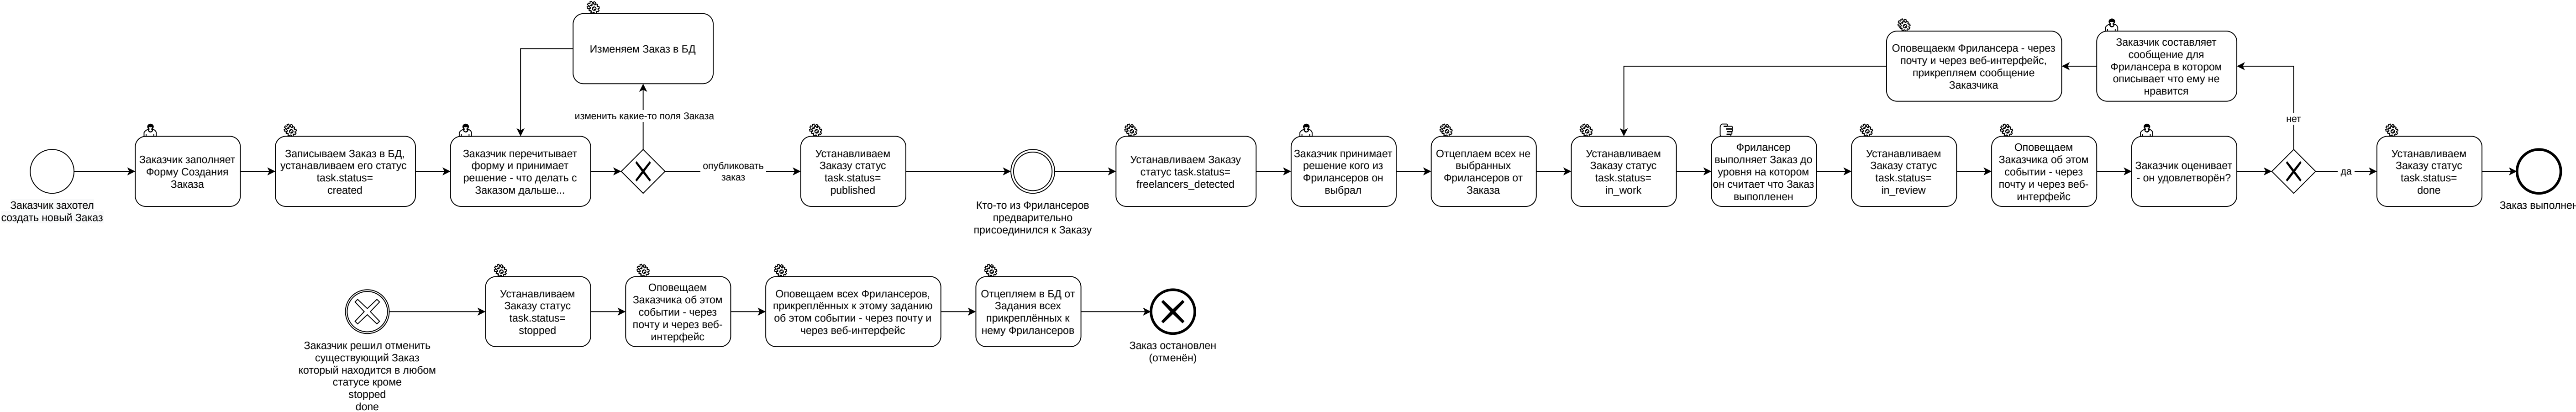 Изменяем Заказ в БД
изменить какие-то поля Заказа
Оповещаекм Фрилансера - через
почту и через веб-интерфейс,
прикрепляем сообщение
Заказчика
Заказчик составляет
сообщение для
Фрилансера в котором
описывает что ему не
нравится
нет
Заказчик захотел
создать новый Заказ
Заказчик заполняет
Форму Создания
Заказа
Записываем Заказ в БД,
устанавливаем его статус
task.status=
created
Заказчик перечитывает
форму и принимает
решение - что делать с
Заказом дальше...
опубликовать
заказ
Устанавливаем
Заказу статус
task.status=
published
Кто-то из Фрилансеров
предварительно
присоединился к Заказу
Устанавливаем Заказу
статус task.status=
freelancers_detected
Заказчик принимает
решение кого из
Фрилансеров он
выбрал
Отцеплаем всех не
выбранных
Фрилансеров от
Заказа
Устанавливаем
Заказу статус
task.status=
in_work
Фрилансер
выполняет Заказ до
уровня на котором
он считает что Заказ
выпопленен
Устанавливаем
Заказу статус
task.status=
in_review
Оповещаем
Заказчика об этом
событии - через
почту и через веб-
интерфейс
Заказчик оценивает
- он удовлетворён?
да
Устанавливаем
Заказу статус
task.status=
done
Заказ выполнен
Заказчик решил отменить
существующий Заказ
который находится в любом
статусе кроме
stopped
done
Устанавливаем
Заказу статус
task.status=
stopped
Оповещаем
Заказчика об этом
событии - через
почту и через веб-
интерфейс
Оповещаем всех Фрилансеров,
прикреплённых к этому заданию
об этом событии - через почту и
через веб-интерфейс
Отцепляем в БД от
Задания всех
прикреплённых к
нему Фрилансеров
Заказ остановлен
(отменён)